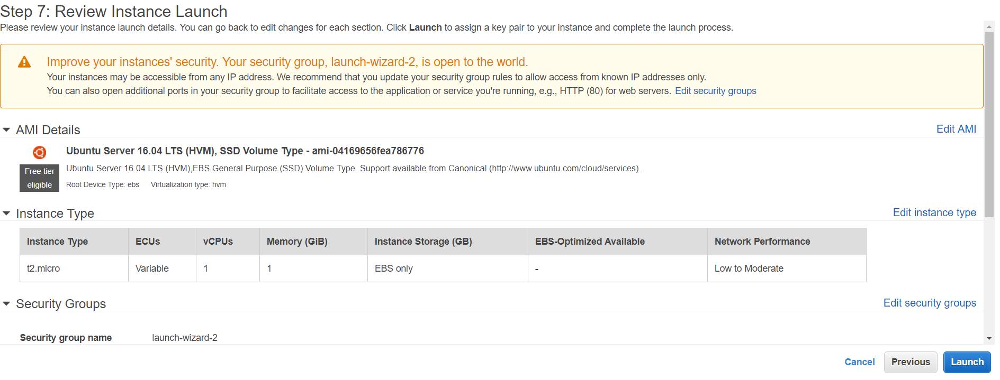 Step 7: Review Instance Launch
Please review your instance launch details. You can go back to edit changes for each section. Click Launch to assign a key pair to your instance and complete the launch process.
Improve your instances' security. Your security group, launch-wizard-2, is open to the world.
Your instances may be accessible from any IP address. We recommend that you update your security group rules to allow access from known IP addresses only.
You can also open additional ports in your security group to facilitate access to the application or service you're running, e.g., HTTP (80) for web servers. Edit security groups
AMI Details Edit AMI
Ubuntu Server 16.04 LTS (HVM), SSD Volume Type - ami-04169656fea786776
Free tier eligible
Ubuntu Server 16.04 LTS (HVM),EBS General Purpose (SSD) Volume Type. Support available from Canonical (http://www.ubuntu.com/cloud/services).
Root Device Type: ebs Virtualization type: hvm
Instance Type Edit instance type
Instance Type ECUs vCPUs Memory (GiB) Instance Storage (GB) EBS-Optimized Available Network Performance
t2.micro Variable 1 1 EBS only - Low to Moderate
Security Groups Edit security groups
Security group name launch-wizard-2
Cancel Previous Launch